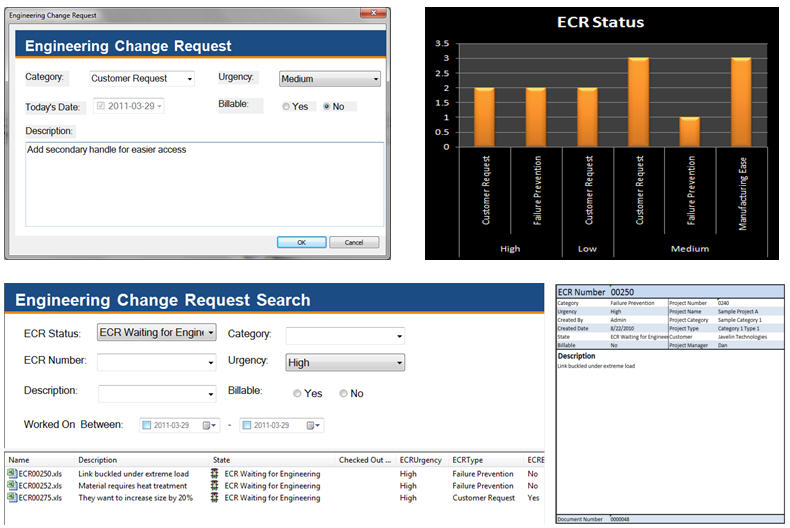 Engineering Change Request
Engineering Change Request
Category: Customer Request Urgency: Medium
Today's Date: 2011-03-29 Billable: Yes No
Description:
Add secondary handle for easier access
OK Cancel
ECR Status
3.5
3
2.5
2
1.5
1
0.5
0
Customer Request
Failure Prevention
Customer Request
Customer Request
Failure Prevention
Manufacturing Ease
High Low Medium
Engineering Change Request Search
ECR Status: ECR Waiting for Engine Category:
ECR Number: Urgency: High
Description: Billable: Yes No
Worked On Between: 2011-03-29 - 2011-03-29
Name Description State Checked Out ... ECRUrgency ECRType ECRE
ECR00250.xls Link buckled under extreme load ECR Waiting for Engineering High Failure Prevention No
ECR00252.xls Material requires heat treatment ECR Waiting for Engineering High Failure Prevention No
ECR00275.xls They want to increase size by 20% ECR Waiting for Engineering High Customer Request Yes
ECR Number 00250
Category Failure Prevention Project Number 0240
Urgency High Project Name Sample Project A
Created By Admin Project Category Sample Category 1
Created Date 8/22/2010 Project Type Category 1 Type 1
State ECR Waiting for Engineer Customer Javelin Technologies
Billable No Project Manager Dan
Description
Link buckled under extreme load
Document Number 0000048